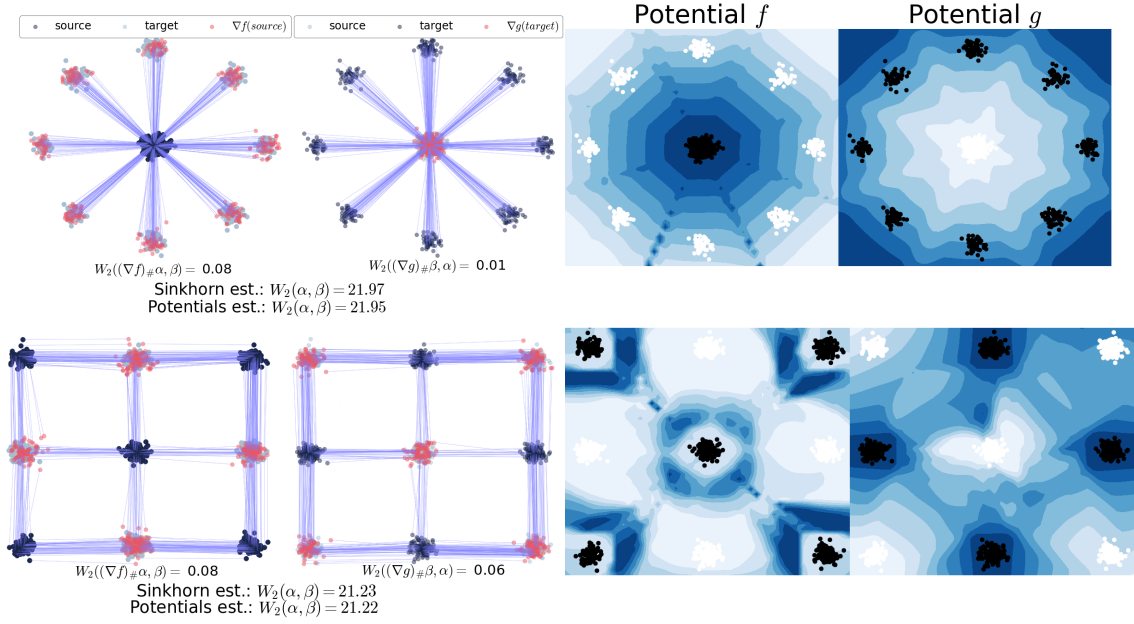 source target ∇f(source)
source target ∇g(target)
Potential f
Potential g
W₂((∇f)#α, β) = 0.08
W₂((∇g)#β, α) = 0.01
Sinkhorn est.: W₂(α, β) = 21.97
Potentials est.: W₂(α, β) = 21.95
W₂((∇f)#α, β) = 0.08
W₂((∇g)#β, α) = 0.06
Sinkhorn est.: W₂(α, β) = 21.23
Potentials est.: W₂(α, β) = 21.22